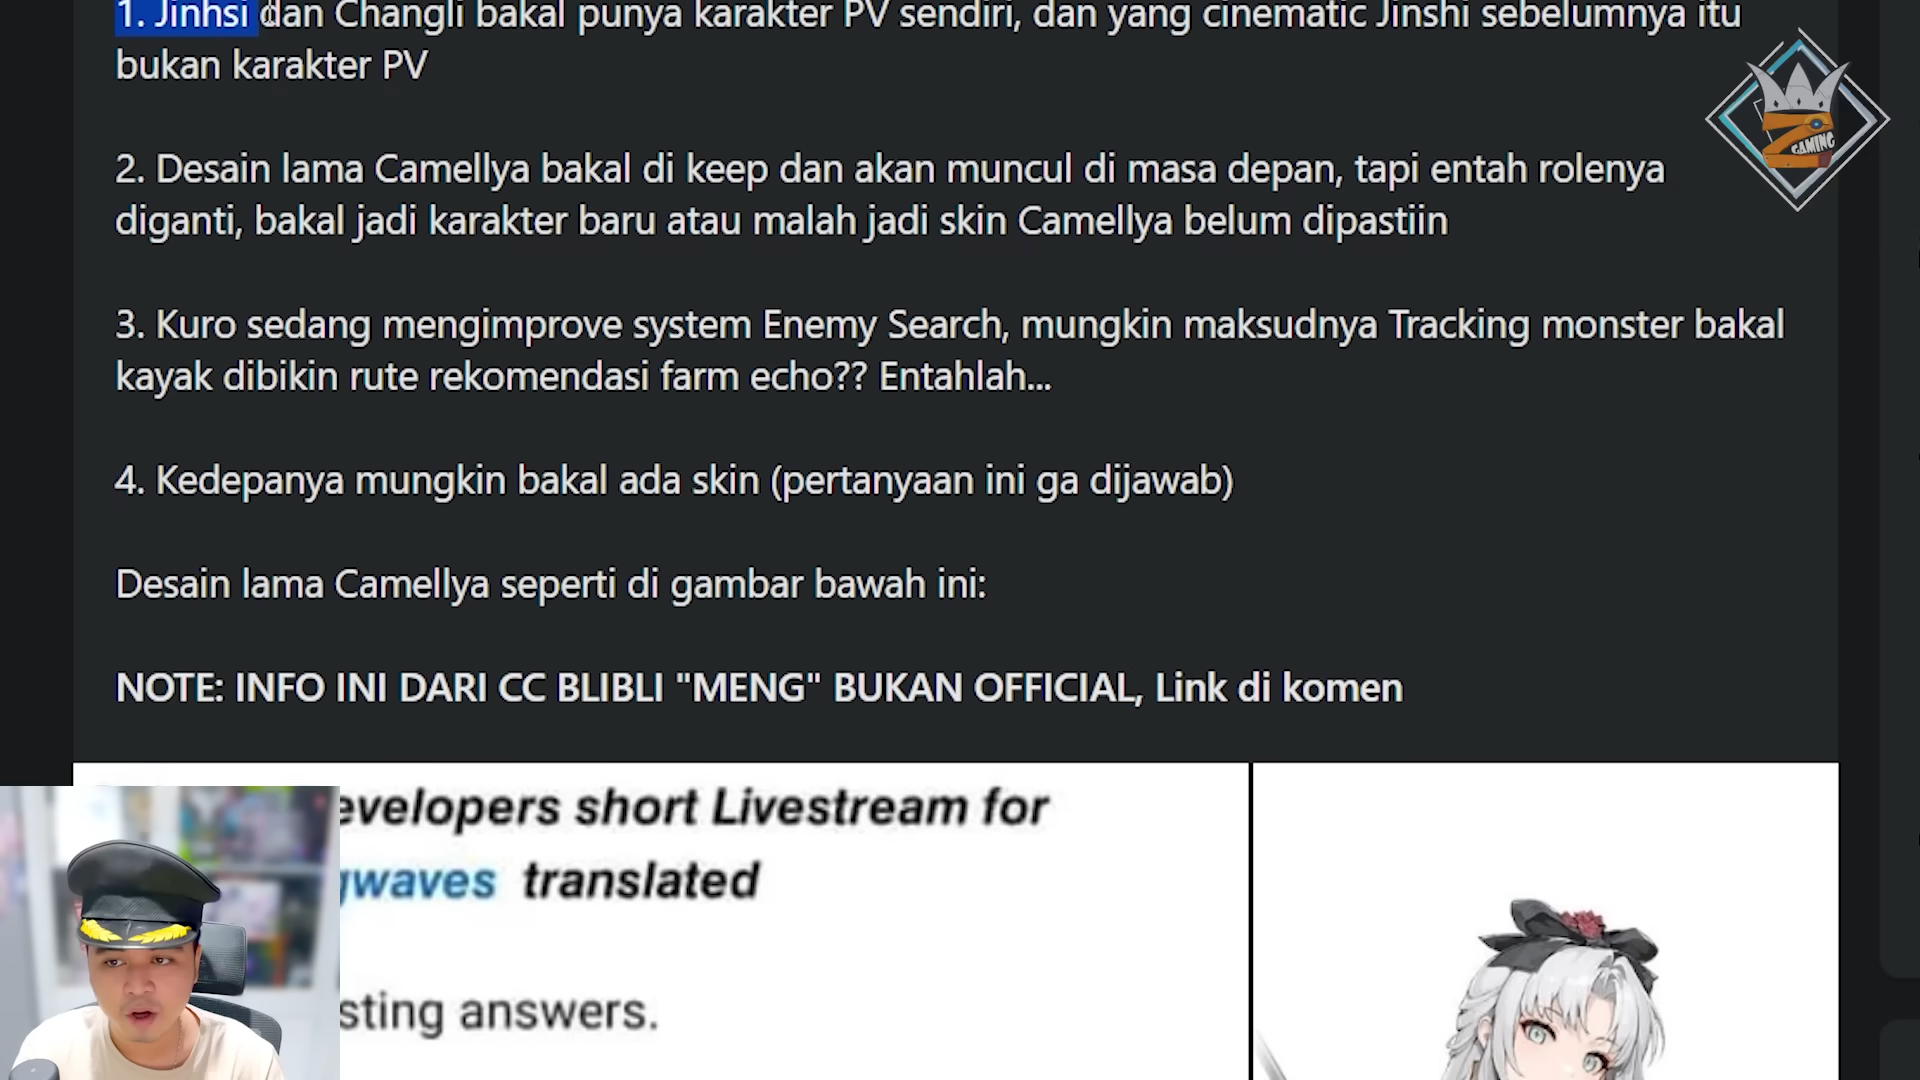 1. Jinhsi dan Changli bakal punya karakter PV sendiri, dan yang cinematic Jinshi sebelumnya itu
bukan karakter PV
2. Desain lama Camellya bakal di keep dan akan muncul di masa depan, tapi entah rolenya
diganti, bakal jadi karakter baru atau malah jadi skin Camellya belum dipastiin
3. Kuro sedang mengimprove system Enemy Search, mungkin maksudnya Tracking monster bakal
kayak dibikin rute rekomendasi farm echo?? Entahlah...
4. Kedepanya mungkin bakal ada skin (pertanyaan ini ga dijawab)
Desain lama Camellya seperti di gambar bawah ini:
NOTE: INFO INI DARI CC BLIBLI "MENG" BUKAN OFFICIAL, Link di komen
evelopers short Livestream for
gwaves translated
sting answers.
GAMING